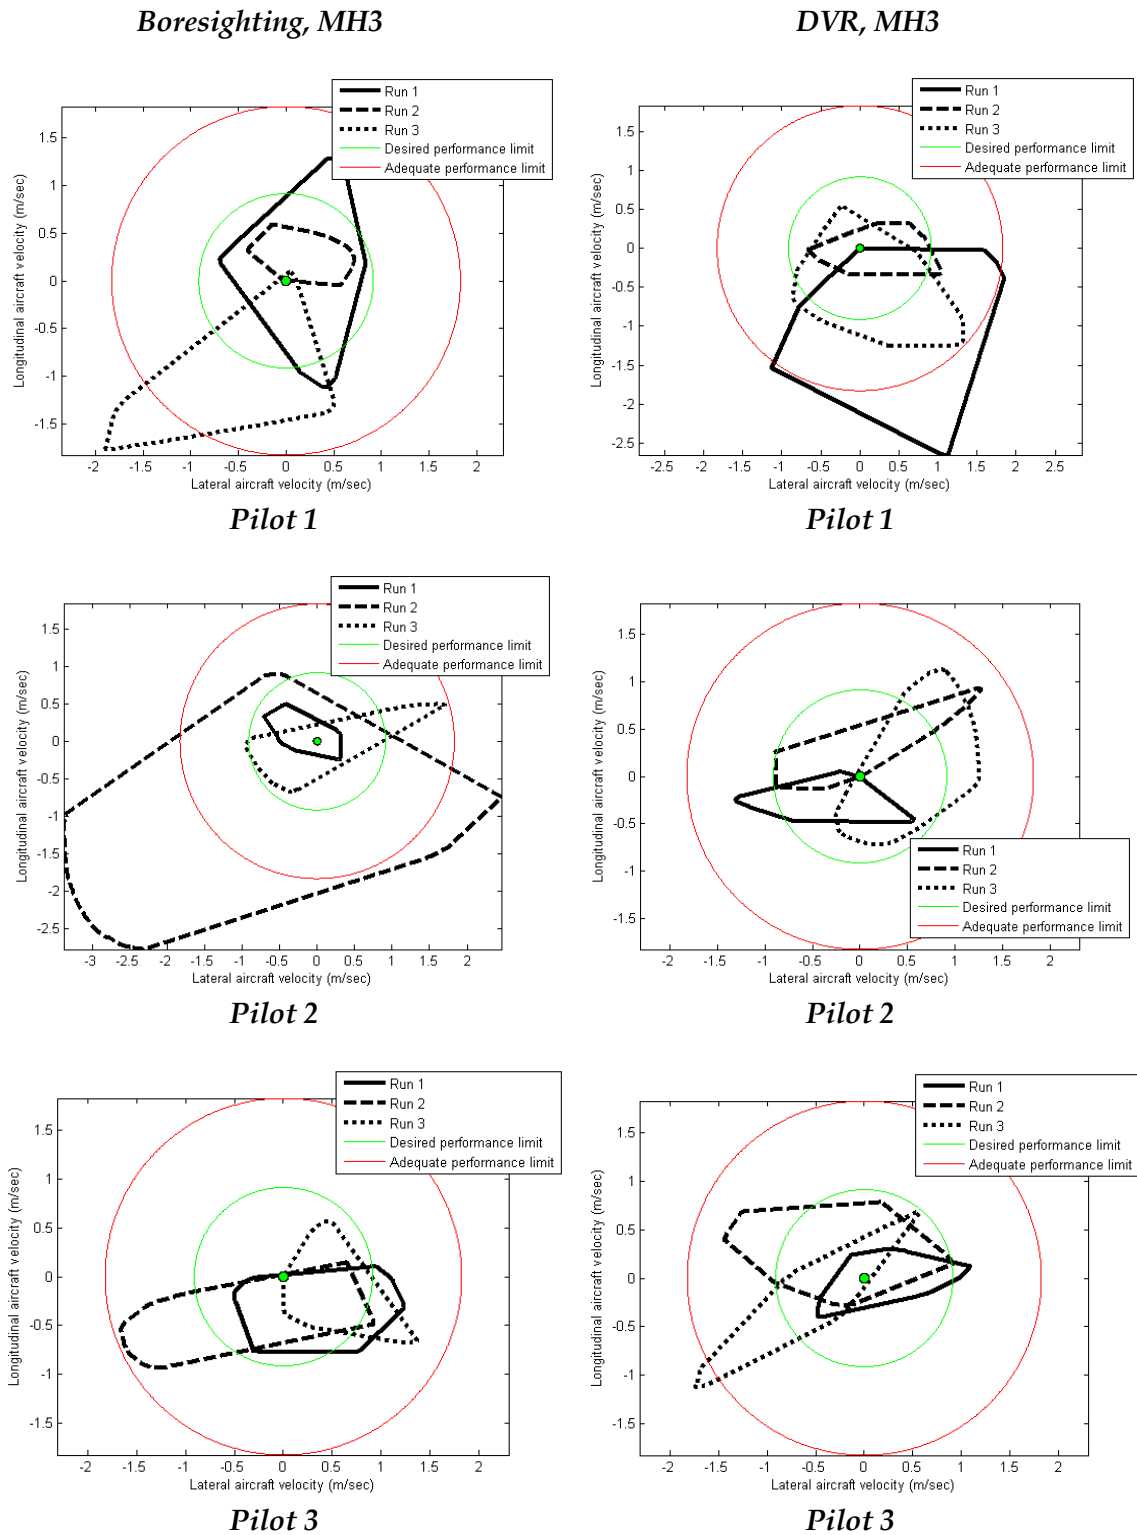 Boresighting, MH3
DVR, MH3
Run 1
Run 2
Run 3
Desired performance limit
Adequate performance limit
Longitudinal aircraft velocity (m/sec)
1.5
1
0.5
0
-0.5
-1
-1.5
-2
-1.5
-1
-0.5
0
0.5
1
1.5
2
Lateral aircraft velocity (m/sec)
Pilot 1
Run 1
Run 2
Run 3
Desired performance limit
Adequate performance limit
Longitudinal aircraft velocity (m/sec)
1.5
1
0.5
0
-0.5
-1
-1.5
-2
-2.5
-2.5
-2
-1.5
-1
-0.5
0
0.5
1
1.5
2
2.5
Lateral aircraft velocity (m/sec)
Pilot 1
Run 1
Run 2
Run 3
Desired performance limit
Adequate performance limit
Longitudinal aircraft velocity (m/sec)
1.5
1
0.5
0
-0.5
-1
-1.5
-2
-2.5
-3
-2.5
-2
-1.5
-1
-0.5
0
0.5
1
1.5
2
Lateral aircraft velocity (m/sec)
Pilot 2
Longitudinal aircraft velocity (m/sec)
1.5
1
0.5
0
-0.5
-1
-1.5
Run 1
Run 2
Run 3
Desired performance limit
Adequate performance limit
-2
-1.5
-1
-0.5
0
0.5
1
1.5
2
Lateral aircraft velocity (m/sec)
Pilot 2
Run 1
Run 2
Run 3
Desired performance limit
Adequate performance limit
Longitudinal aircraft velocity (m/sec)
1.5
1
0.5
0
-0.5
-1
-1.5
-2
-1.5
-1
-0.5
0
0.5
1
1.5
2
Lateral aircraft velocity (m/sec)
Pilot 3
Run 1
Run 2
Run 3
Desired performance limit
Adequate performance limit
Longitudinal aircraft velocity (m/sec)
1.5
1
0.5
0
-0.5
-1
-1.5
-2
-1.5
-1
-0.5
0
0.5
1
1.5
2
Lateral aircraft velocity (m/sec)
Pilot 3